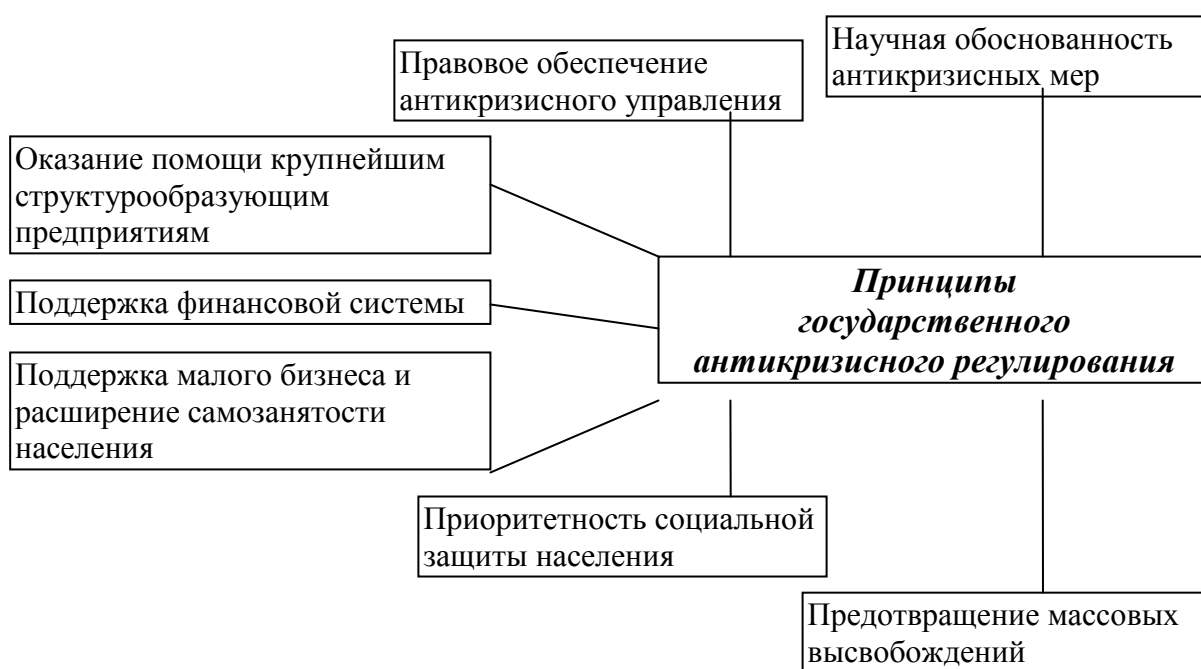 Научная обоснованность
антикризисных мер
Правовое обеспечение
антикризисного управления
Оказание помощи крупнейшим
структурообразующим
предприятиям
Принципы
государственного
антикризисного регулирования
Поддержка финансовой системы
Поддержка малого бизнеса и
расширение самозанятости
населения
Приоритетность социальной
защиты населения
Предотвращение массовых
высвобождений